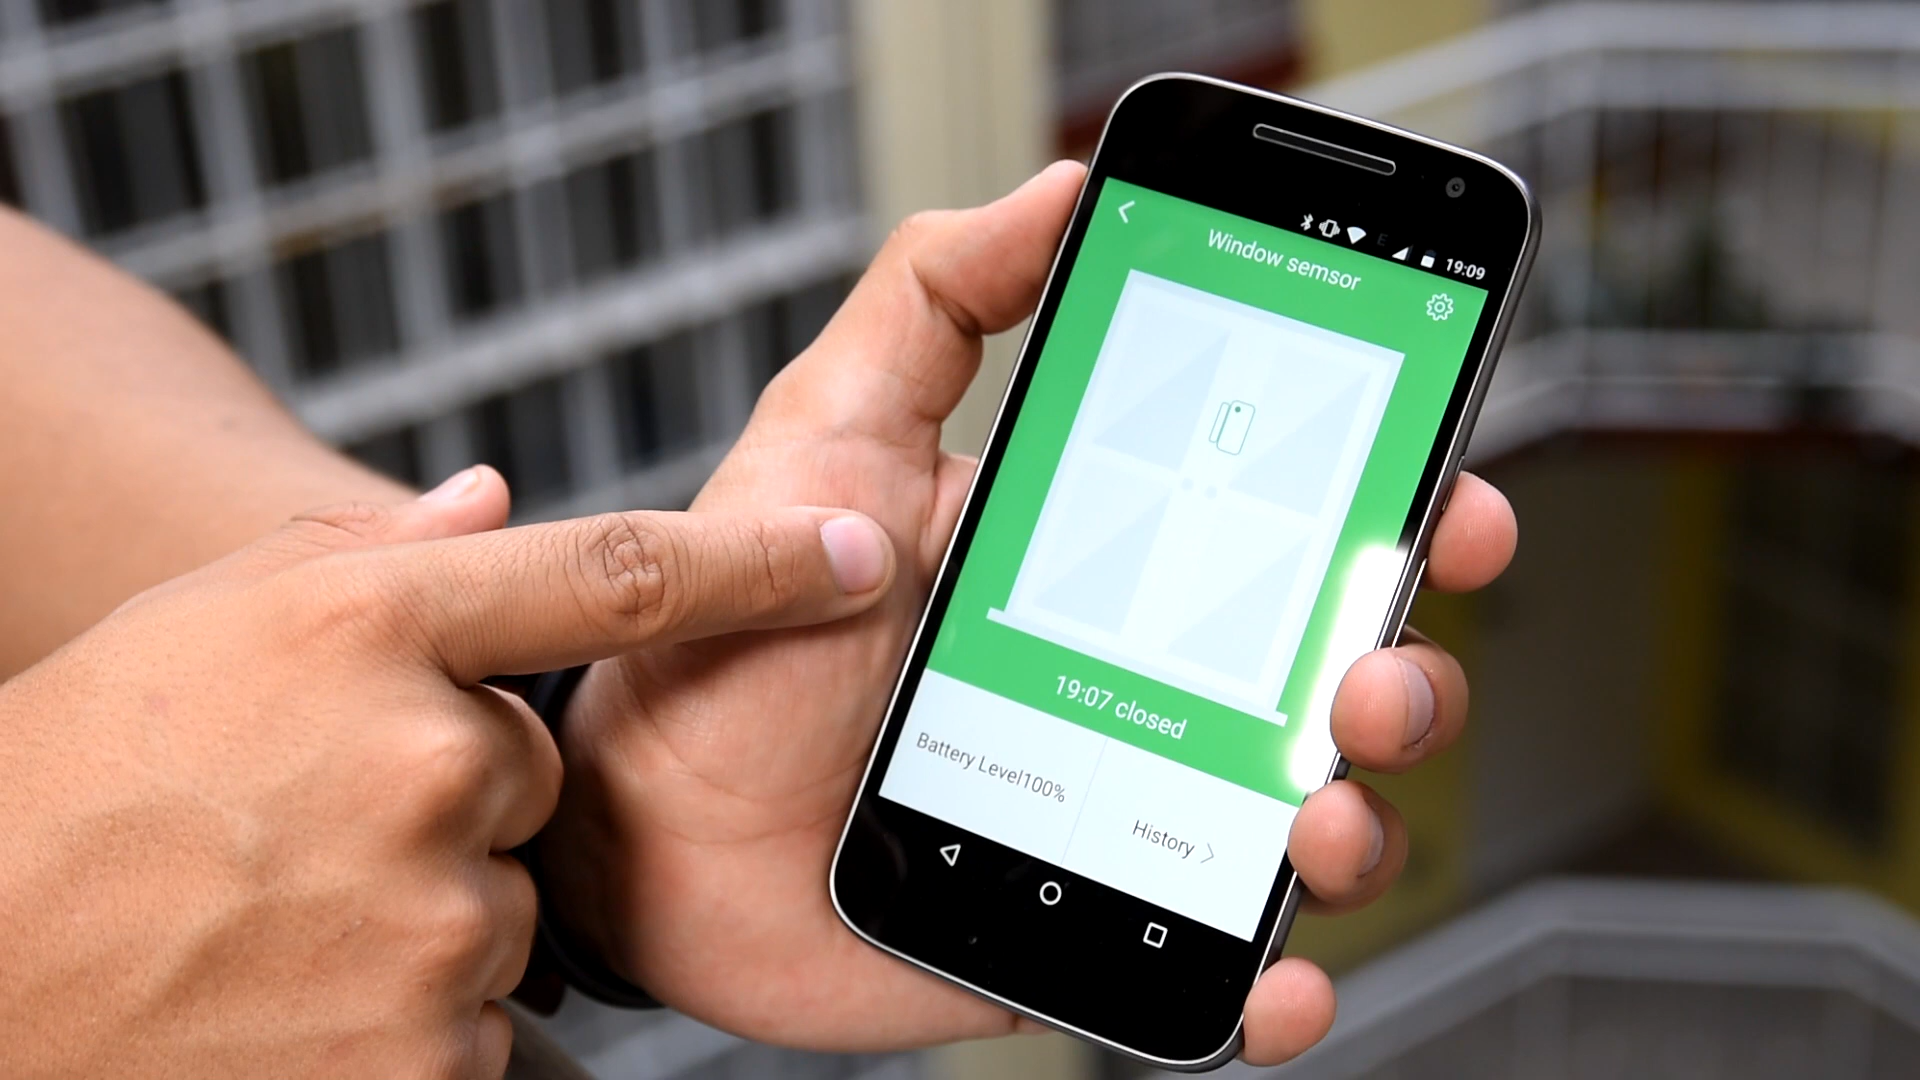 E
19:09
Window semsor
19:07 closed
Battery Level100%
History